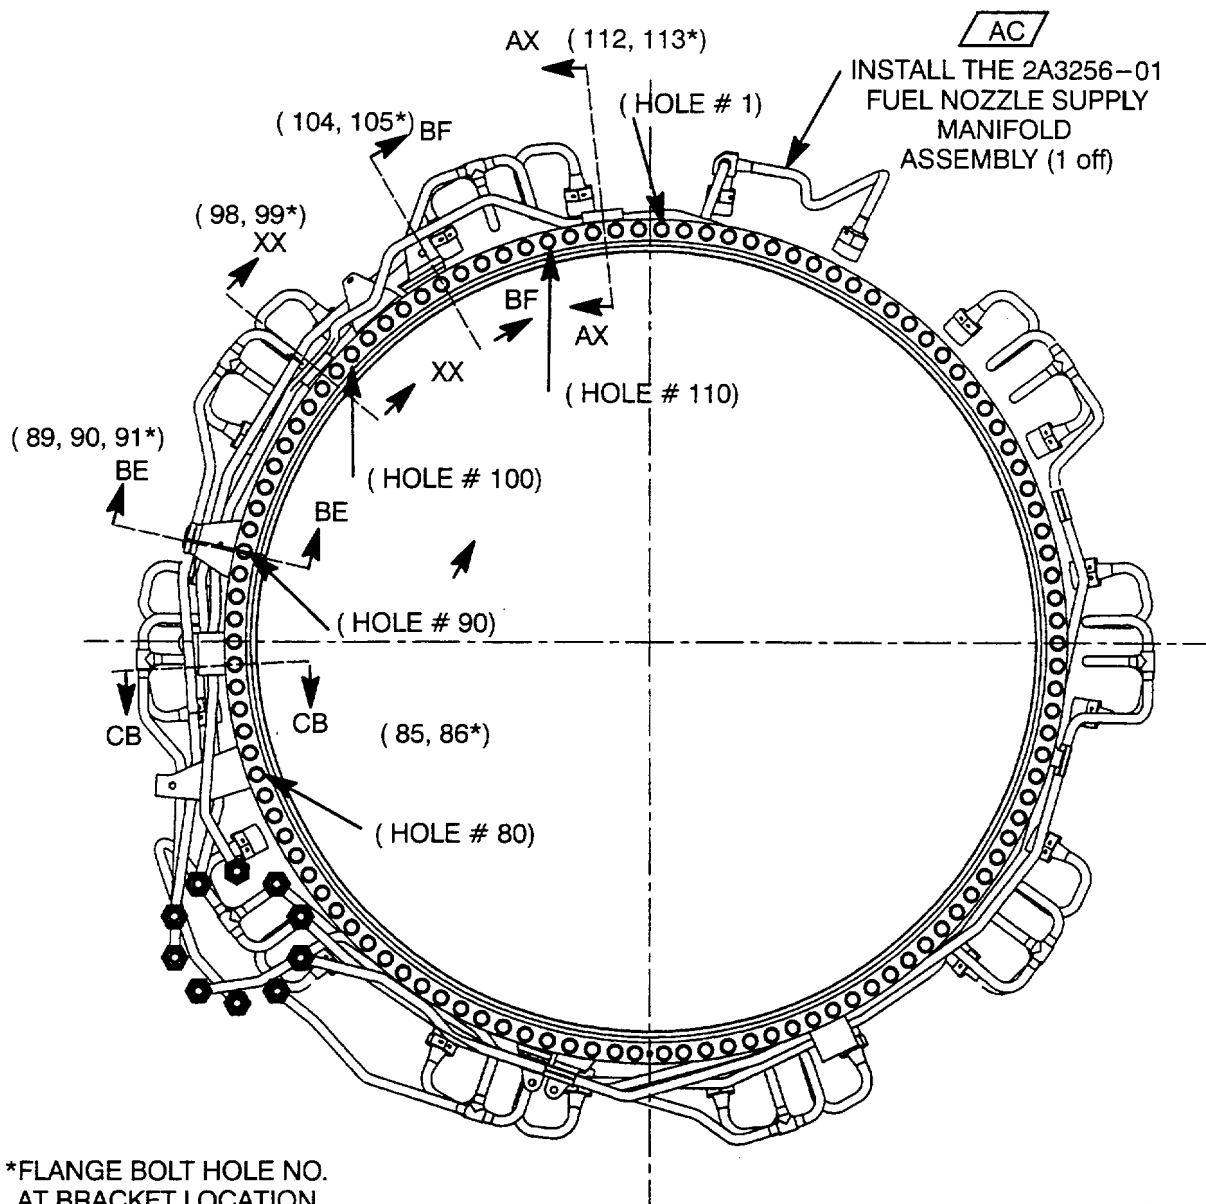 AC
AX ( 112, 113*)
INSTALL THE 2A3256-01
FUEL NOZZLE SUPPLY
MANIFOLD
ASSEMBLY (1 off)
( HOLE # 1)
( 104, 105*) BF
( 98, 99*)
XX
BF
AX
XX
( HOLE # 110)
( 89, 90, 91*)
BE
( HOLE # 100)
BE
( HOLE # 90)
CB
CB
( 85, 86*)
( HOLE # 80)
*FLANGE BOLT HOLE NO.
AT BRACKET LOCATION